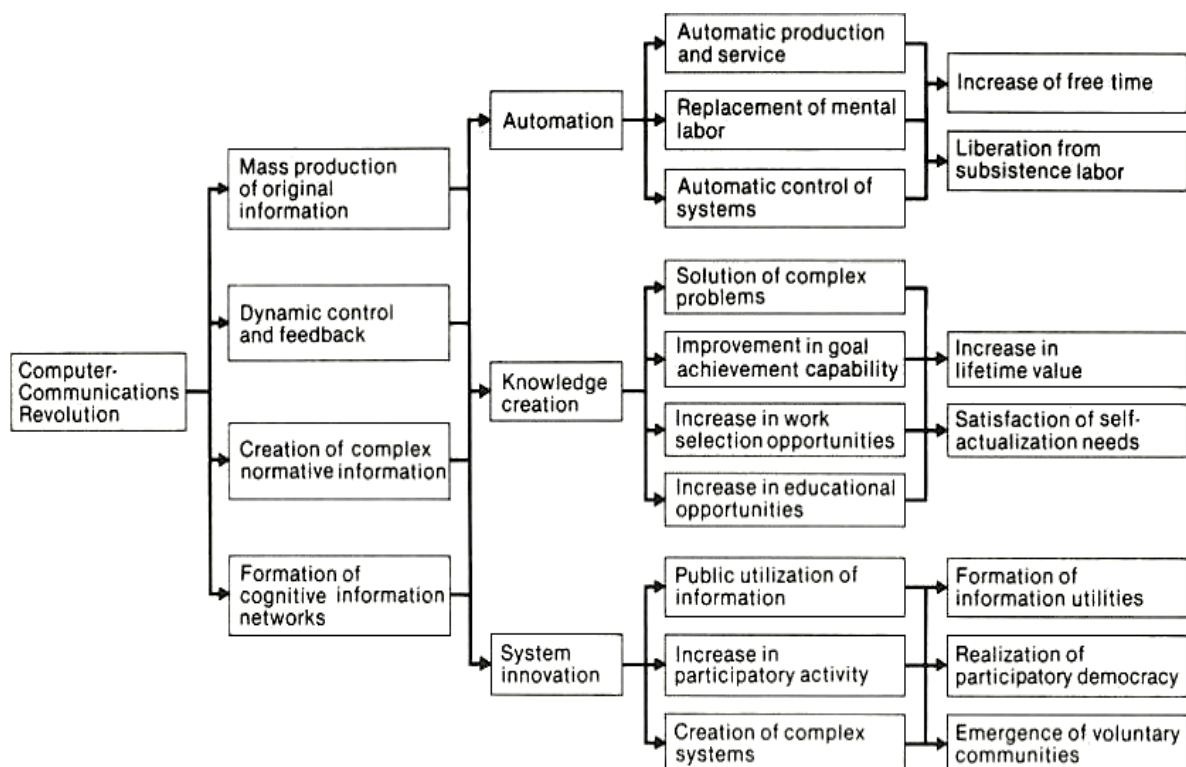 Computer-
Communications
Revolution
Mass production
of original
information
Dynamic control
and feedback
Creation of complex
normative information
Formation of
cognitive information
networks
Automation
Knowledge
creation
System
innovation
Automatic production
and service
Replacement of mental
labor
Automatic control of
systems
Solution of complex
problems
Improvement in goal
achievement capability
Increase in work
selection opportunities
Increase in educational
opportunities
Public utilization of
information
Increase in
participatory activity
Creation of complex
systems
Increase of free time
Liberation from
subsistence labor
Increase in
lifetime value
Satisfaction of self-
actualization needs
Formation of
information utilities
Realization of
participatory democracy
Emergence of voluntary
communities